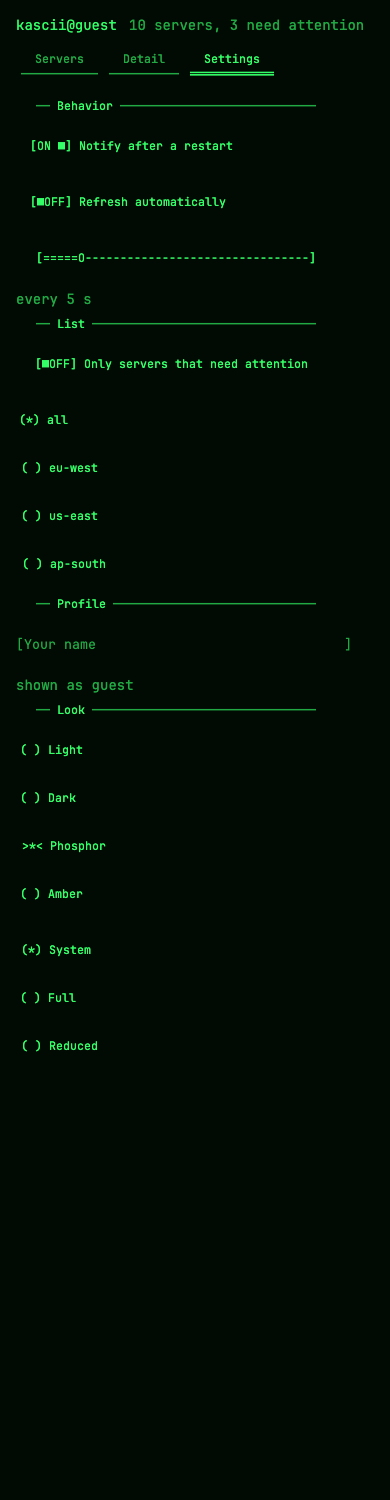 kascii@guest 10 servers, 3 need attention
Servers Detail Settings
── Behavior ────────────────────────────
[ON ■] Notify after a restart
[■OFF] Refresh automatically
[=====O--------------------------------]
every 5 s
── List ────────────────────────────────
[■OFF] Only servers that need attention
(*) all
( ) eu-west
( ) us-east
( ) ap-south
── Profile ─────────────────────────────
[Your name ]
shown as guest
── Look ────────────────────────────────
( ) Light
( ) Dark
>*< Phosphor
( ) Amber
(*) System
( ) Full
( ) Reduced